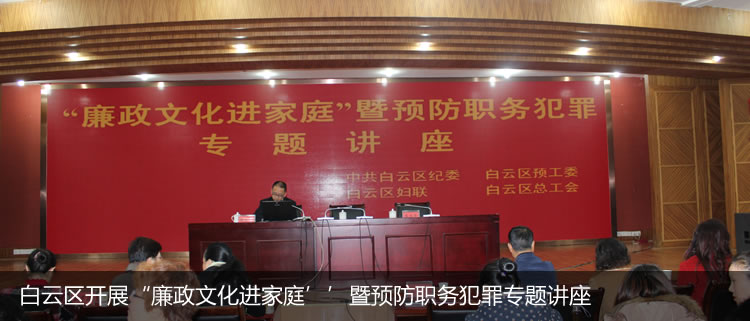 “廉政文化进家庭”暨预防职务犯罪
专题讲座
中共白云区纪委 白云区预工委
白云区妇联 白云区总工会
白云区开展“廉政文化进家庭’’暨预防职务犯罪专题讲座